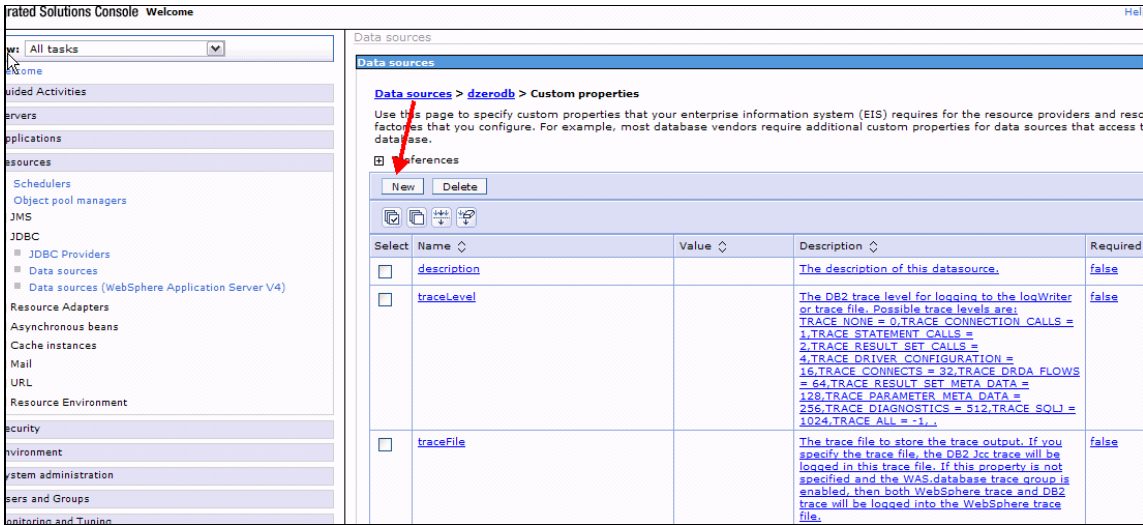 rated Solutions Console Welcome
Hel
w: All tasks
elcome
uided Activities
ervers
pplications
esources
Schedulers
Object pool managers
JMS
JDBC
JDBC Providers
Data sources
Data sources (WebSphere Application Server V4)
Resource Adapters
Asynchronous beans
Cache instances
Mail
URL
Resource Environment
ecurity
nvironment
ystem administration
sers and Groups
onitoring and Tuning
Data sources
Data sources
Data sources > dzerodb > Custom properties
Use this page to specify custom properties that your enterprise information system (EIS) requires for the resource providers and reso
factories that you configure. For example, most database vendors require additional custom properties for data sources that access t
database.
ferences
New Delete
Select Name Value Description Required
description The description of this datasource. false
traceLevel The DB2 trace level for logging to the logWriter false
or trace file. Possible trace levels are:
TRACE_NONE = 0,TRACE_CONNECTION_CALLS =
1,TRACE_STATEMENT_CALLS =
2,TRACE_RESULT_SET_CALLS =
4,TRACE_DRIVER_CONFIGURATION =
16,TRACE_CONNECTS = 32,TRACE_DRDA_FLOWS
= 64,TRACE_RESULT_SET_META_DATA =
128,TRACE_PARAMETER_META_DATA =
256,TRACE_DIAGNOSTICS = 512,TRACE_SQLJ =
1024,TRACE_ALL = -1, .
traceFile The trace file to store the trace output. If you false
specify the trace file, the DB2 Jcc trace will be
logged in this trace file. If this property is not
specified and the WAS.database trace group is
enabled, then both WebSphere trace and DB2
trace will be logged into the WebSphere trace
file.